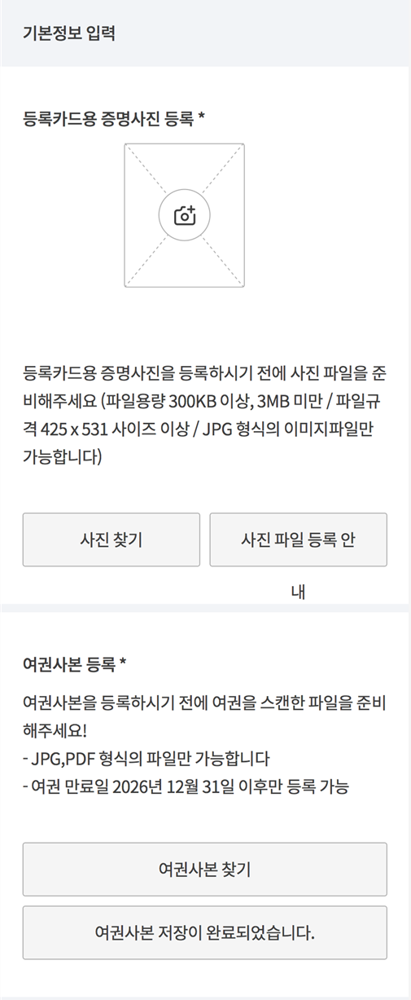 기본정보 입력
등록카드용 증명사진 등록 *
등록카드용 증명사진을 등록하시기 전에 사진 파일을 준
비해주세요 (파일용량 300KB 이상, 3MB 미만 / 파일규
격 425 x 531 사이즈 이상 / JPG 형식의 이미지파일만
가능합니다)
사진 찾기
사진 파일 등록 안
내
여권사본 등록 *
여권사본을 등록하시기 전에 여권을 스캔한 파일을 준비
해주세요!
- JPG,PDF 형식의 파일만 가능합니다
- 여권 만료일 2026년 12월 31일 이후만 등록 가능
여권사본 찾기
여권사본 저장이 완료되었습니다.